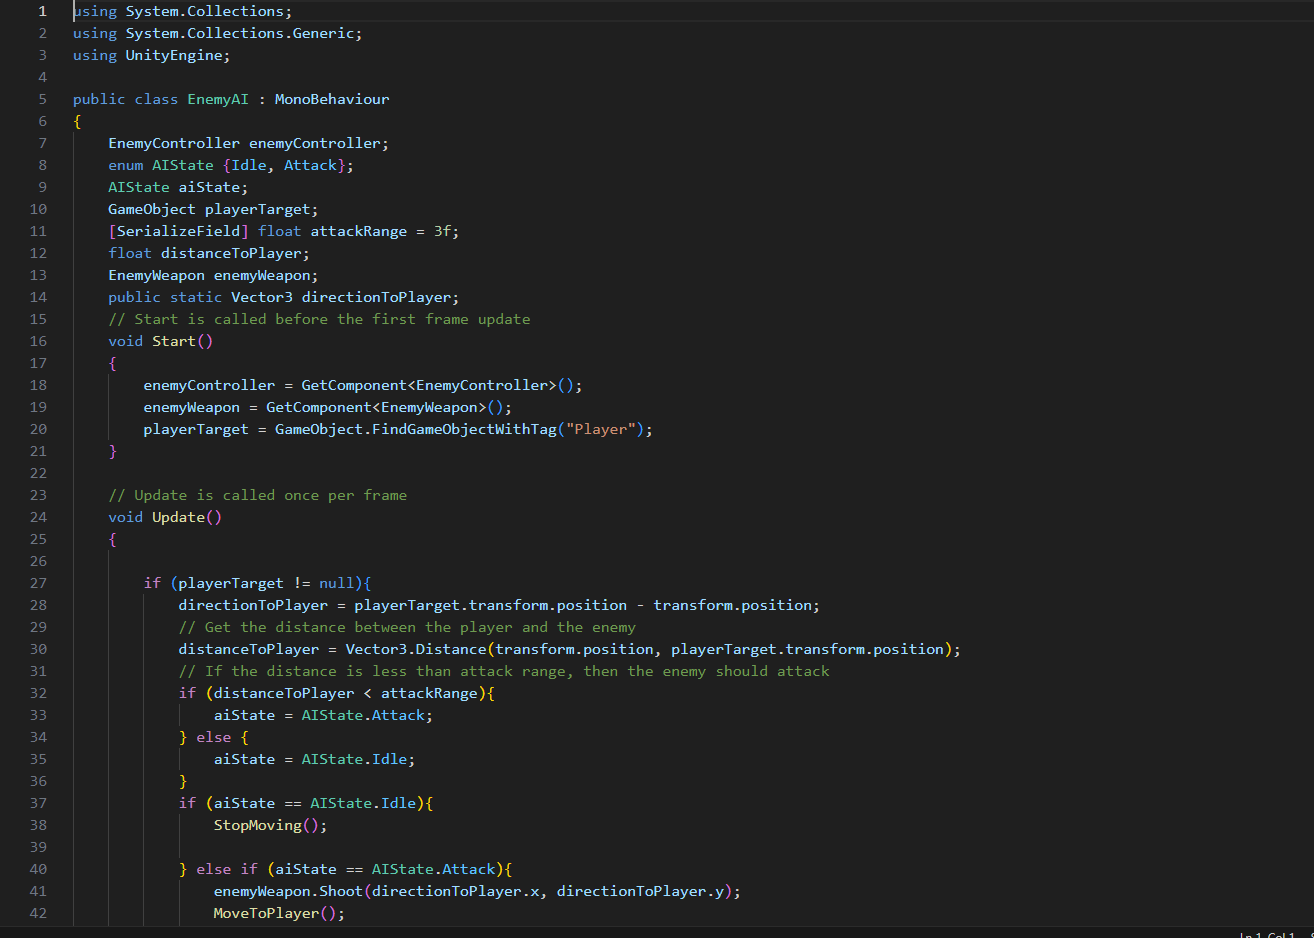 1 using System.Collections;
2 using System.Collections.Generic;
3 using UnityEngine;
4
5 public class EnemyAI : MonoBehaviour
6 {
7 EnemyController enemyController;
8 enum AIState {Idle, Attack};
9 AIState aiState;
10 GameObject playerTarget;
11 [SerializeField] float attackRange = 3f;
12 float distanceToPlayer;
13 EnemyWeapon enemyWeapon;
14 public static Vector3 directionToPlayer;
15 // Start is called before the first frame update
16 void Start()
17 {
18 enemyController = GetComponent<EnemyController>();
19 enemyWeapon = GetComponent<EnemyWeapon>();
20 playerTarget = GameObject.FindGameObjectWithTag("Player");
21 }
22
23 // Update is called once per frame
24 void Update()
25 {
26
27 if (playerTarget != null){
28 directionToPlayer = playerTarget.transform.position - transform.position;
29 // Get the distance between the player and the enemy
30 distanceToPlayer = Vector3.Distance(transform.position, playerTarget.transform.position);
31 // If the distance is less than attack range, then the enemy should attack
32 if (distanceToPlayer < attackRange){
33 aiState = AIState.Attack;
34 } else {
35 aiState = AIState.Idle;
36 }
37 if (aiState == AIState.Idle){
38 StopMoving();
39
40 } else if (aiState == AIState.Attack){
41 enemyWeapon.Shoot(directionToPlayer.x, directionToPlayer.y);
42 MoveToPlayer();